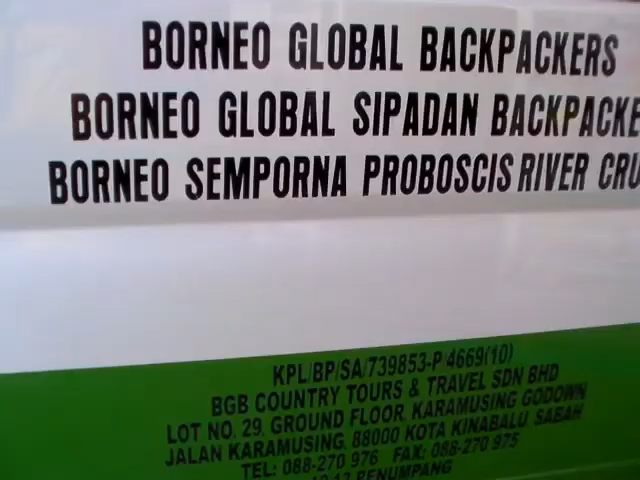 BORNEO GLOBAL BACKPACKERS
BORNEO GLOBAL SIPADAN BACKPACKE
BORNEO SEMPORNA PROBOSCIS RIVER CRU
KPL/BP/SA/739853-P/4669(10)
BGB COUNTRY TOURS & TRAVEL SDN BHD
LOT NO. 29, GROUND FLOOR, KARAMUSING GODOWN
JALAN KARAMUSING, 88000 KOTA KINABALU, SABAH
TEL: 088-270 976 FAX: 088-270 975
PENUMPANG